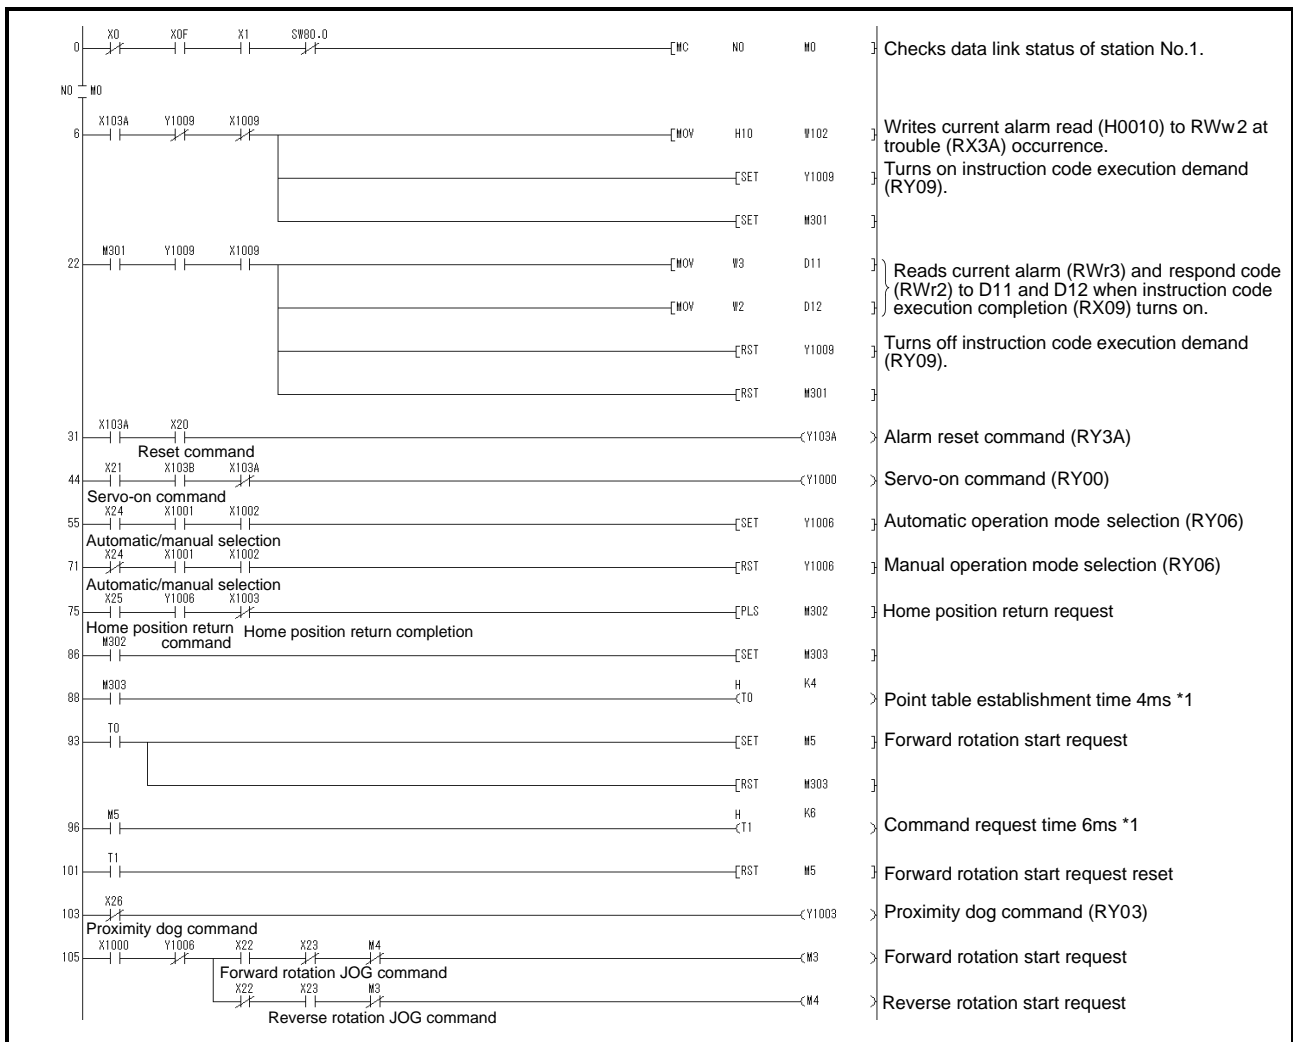 X0 X0F X1 SW80.0
0 [MC N0 M0 ] Checks data link status of station No.1.
N0 M0
X103A Y1009 X1009
6 [MOV H10 W102 ] Writes current alarm read (H0010) to RWw2 at
trouble (RX3A) occurrence.
[SET Y1009 ] Turns on instruction code execution demand
(RY09).
[SET M301 ]
M301 Y1009 X1009
22 [MOV W3 D11 ] Reads current alarm (RWr3) and respond code
(RWr2) to D11 and D12 when instruction code
[MOV W2 D12 ] execution completion (RX09) turns on.
[RST Y1009 ] Turns off instruction code execution demand
(RY09).
[RST M301 ]
X103A X20
31 (Y103A ) Alarm reset command (RY3A)
Reset command
X21 X103B X103A
44 (Y1000 ) Servo-on command (RY00)
Servo-on command
X24 X1001 X1002
55 [SET Y1006 ] Automatic operation mode selection (RY06)
Automatic/manual selection
X24 X1001 X1002
71 [RST Y1006 ] Manual operation mode selection (RY06)
Automatic/manual selection
X25 Y1006 X1003
75 [PLS M302 ] Home position return request
Home position return command Home position return completion
M302
86 [SET M303 ]
M303 H K4
88 (T0 ) Point table establishment time 4ms *1
T0
93 [SET M5 ] Forward rotation start request
[RST M303 ]
M5 H K6
96 (T1 ) Command request time 6ms *1
T1
101 [RST M5 ] Forward rotation start request reset
X26
103 (Y1003 ) Proximity dog command (RY03)
Proximity dog command
X1000 Y1006 X22 X23 M4
105 (M3 ) Forward rotation start request
Forward rotation JOG command
X22 X23 M3
(M4 ) Reverse rotation start request
Reverse rotation JOG command